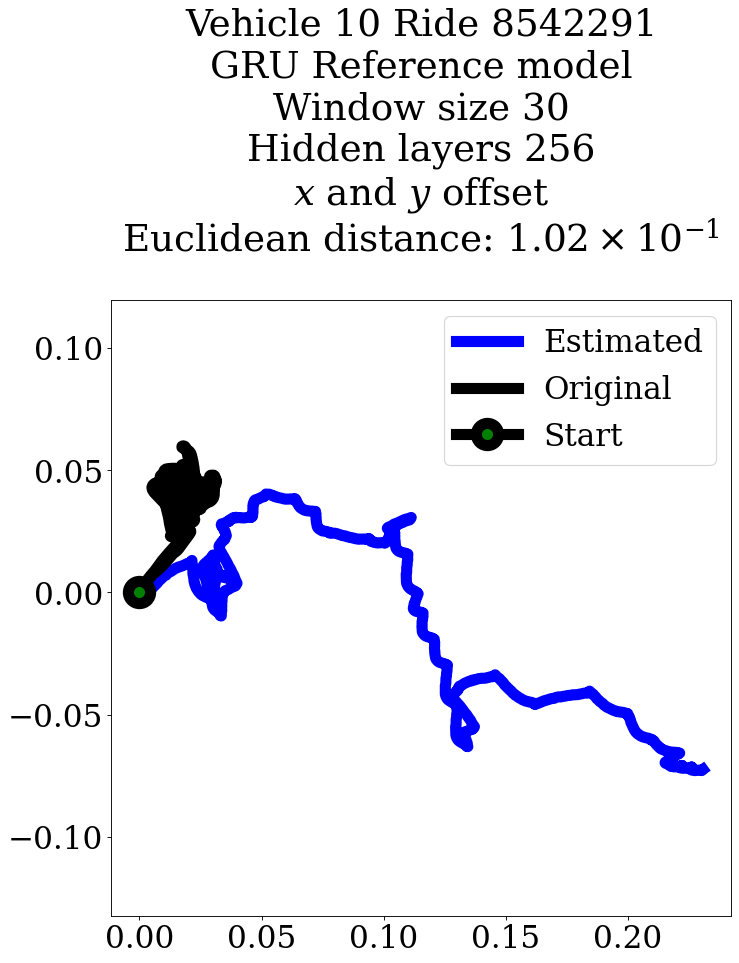 Vehicle 10 Ride 8542291
GRU Reference model
Window size 30
Hidden layers 256
x and y offset
Euclidean distance: 1.02 × 10⁻¹
Estimated
Original
Start
0.10
0.05
0.00
−0.05
−0.10
0.00 0.05 0.10 0.15 0.20